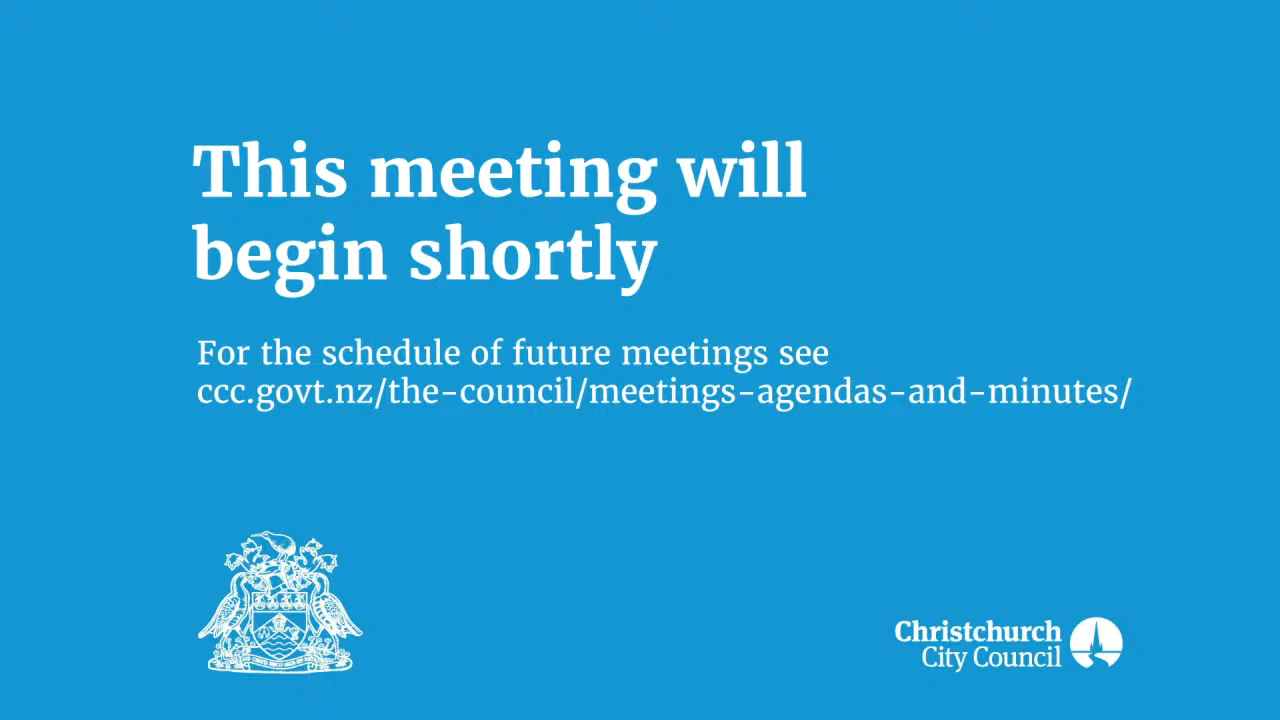 This meeting will
begin shortly
For the schedule of future meetings see
ccc.govt.nz/the-council/meetings-agendas-and-minutes/
Christchurch
City Council